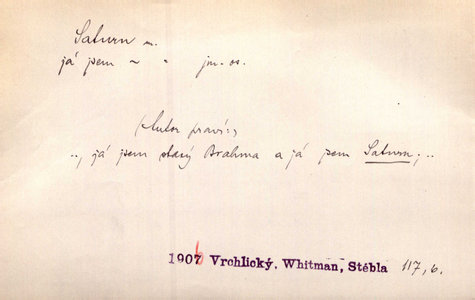 Saturn m.
já jsem ~ " jm. os.
(Autor praví:)
.., já jsem starý Brahma a já jsem Saturn; ..
1906 Vrchlický, Whitman, Stébla 117, 6.